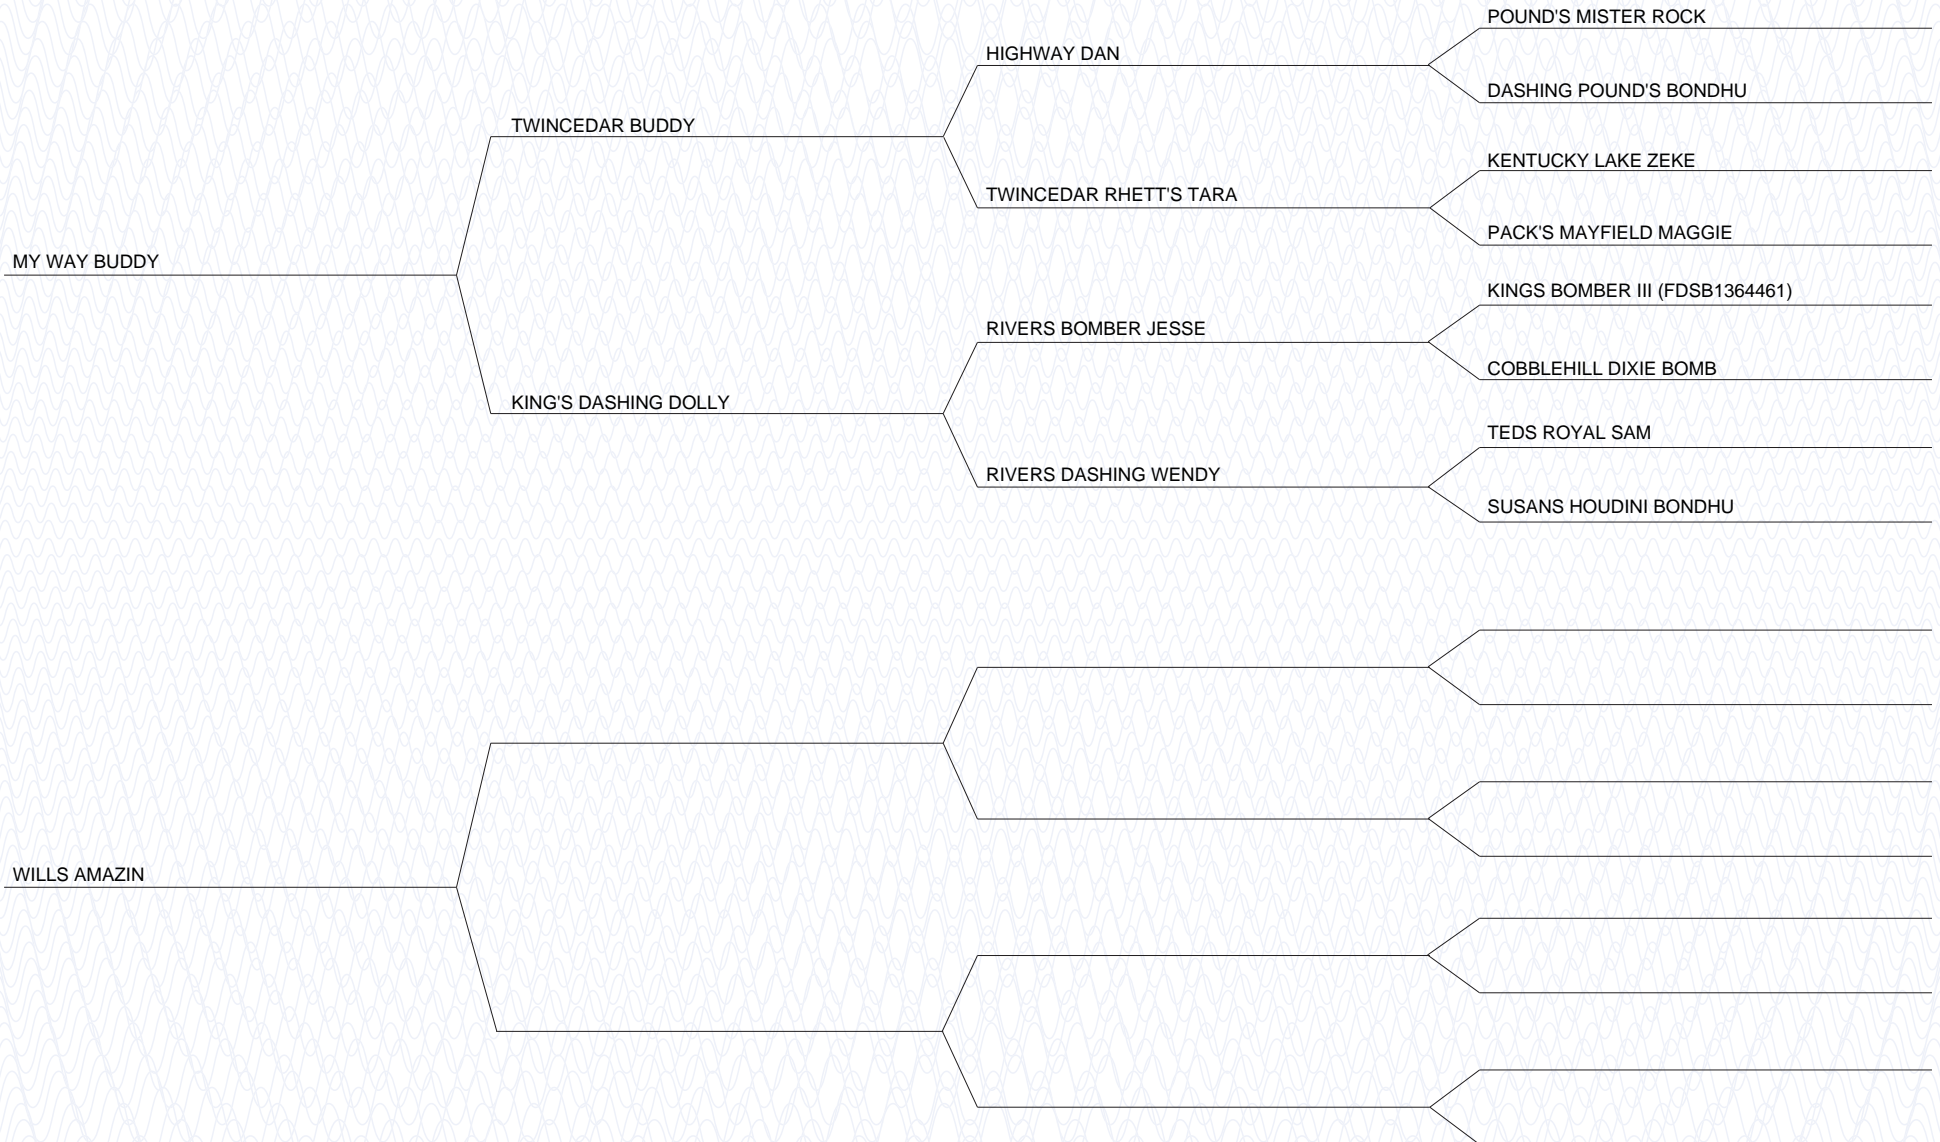 POUND'S MISTER ROCK
HIGHWAY DAN
DASHING POUND'S BONDHU
TWINCEDAR BUDDY
KENTUCKY LAKE ZEKE
TWINCEDAR RHETT'S TARA
PACK'S MAYFIELD MAGGIE
MY WAY BUDDY
KINGS BOMBER III (FDSB1364461)
RIVERS BOMBER JESSE
COBBLEHILL DIXIE BOMB
KING'S DASHING DOLLY
TEDS ROYAL SAM
RIVERS DASHING WENDY
SUSANS HOUDINI BONDHU
WILLS AMAZIN